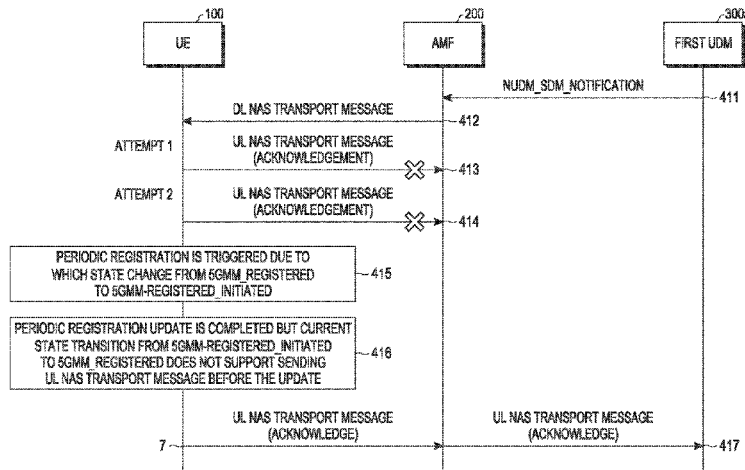 100
200
300
UE
AMF
FIRST UDM
NUDM_SDM_NOTIFICATION
411
DL NAS TRANSPORT MESSAGE
412
ATTEMPT 1
UL NAS TRANSPORT MESSAGE
(ACKNOWLEDGEMENT)
413
ATTEMPT 2
UL NAS TRANSPORT MESSAGE
(ACKNOWLEDGEMENT)
414
PERIODIC REGISTRATION IS TRIGGERED DUE TO
WHICH STATE CHANGE FROM 5GMM_REGISTERED
TO 5GMM-REGISTERED_INITIATED
415
PERIODIC REGISTRATION UPDATE IS COMPLETED BUT CURRENT
STATE TRANSITION FROM 5GMM-REGISTERED_INITIATED
TO 5GMM_REGISTERED DOES NOT SUPPORT SENDING
UL NAS TRANSPORT MESSAGE BEFORE THE UPDATE
416
UL NAS TRANSPORT MESSAGE
(ACKNOWLEDGE)
UL NAS TRANSPORT MESSAGE
(ACKNOWLEDGE)
7
417